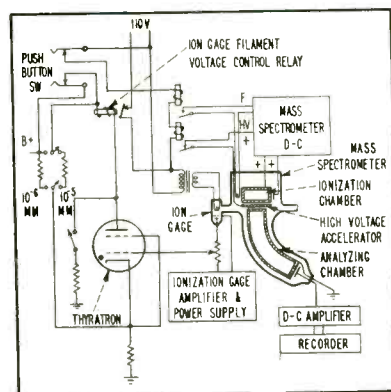 110V
PUSH
BUTTON
SW
ION GAGE FILAMENT
VOLTAGE CONTROL RELAY
B+
10⁻⁶
MM
10⁻⁵
MM
F
HV
+
MASS
SPECTROMETER
D-C
+ +
MASS
SPECTROMETER
IONIZATION
CHAMBER
HIGH VOLTAGE
ACCELERATOR
ANALYZING
CHAMBER
ION
GAGE
THYRATRON
IONIZATION GAGE
AMPLIFIER &
POWER SUPPLY
D-C AMPLIFIER
RECORDER